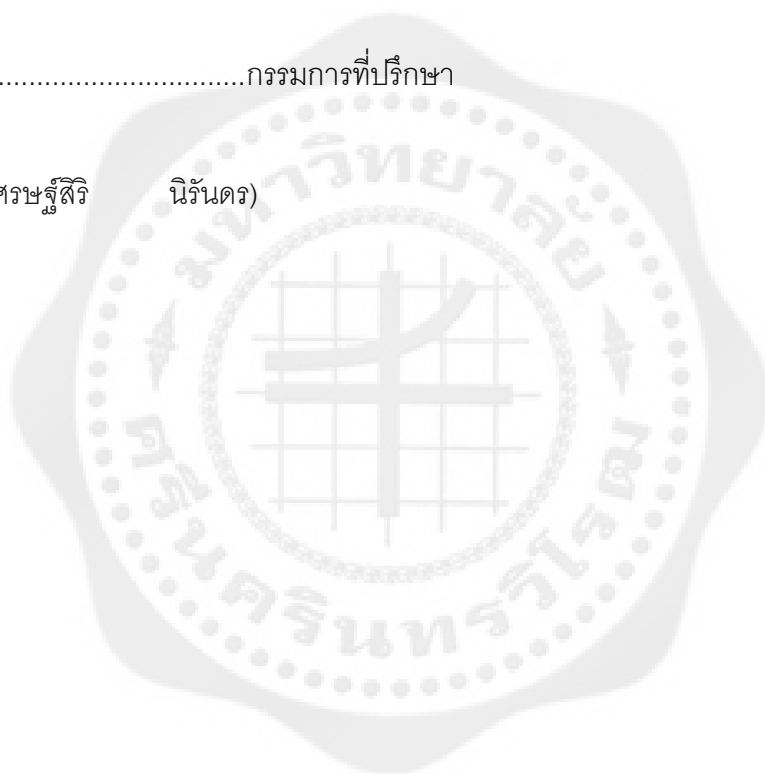 ................................กรรมการที่ปรึกษา
ศรษฐ์สิริ นิรันดร)
มหาวิทยาลัย
ศรีนครินทรวิโรฒ